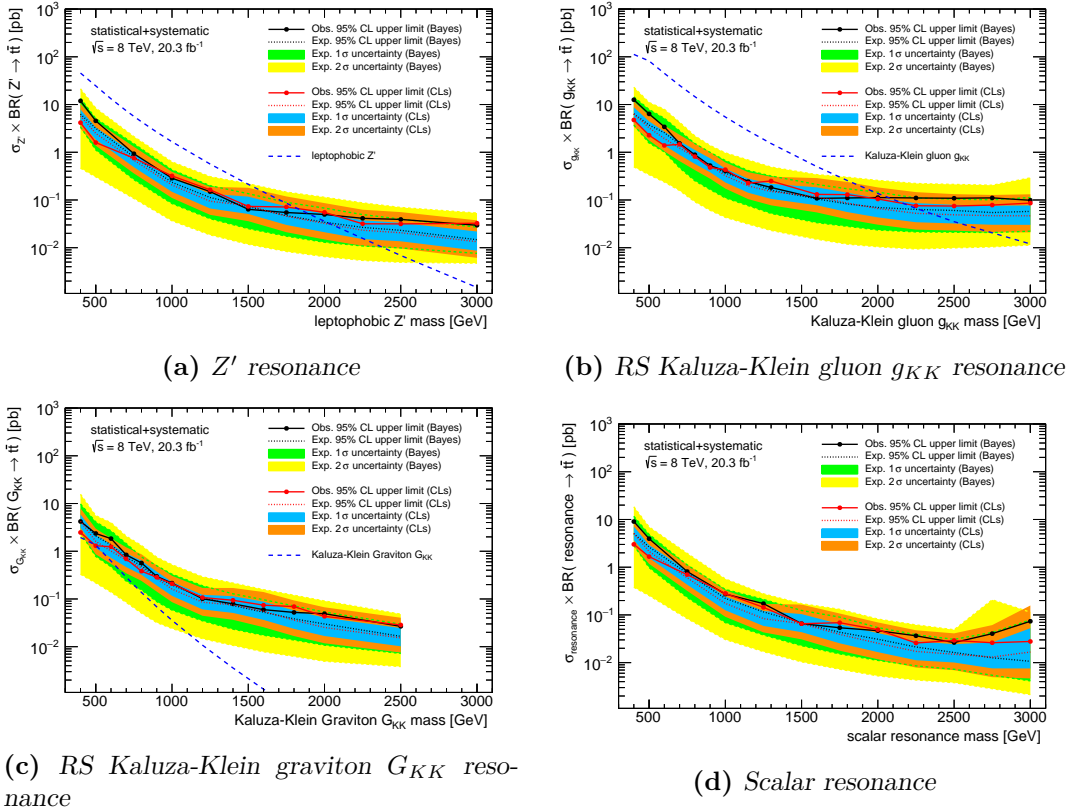 σ_Z' × BR( Z' → tt̄ ) [pb]
10³
10²
10
1
10⁻¹
10⁻²
statistical+systematic
√s = 8 TeV, 20.3 fb⁻¹
Obs. 95% CL upper limit (Bayes)
Exp. 95% CL upper limit (Bayes)
Exp. 1σ uncertainty (Bayes)
Exp. 2σ uncertainty (Bayes)
Obs. 95% CL upper limit (CLs)
Exp. 95% CL upper limit (CLs)
Exp. 1σ uncertainty (CLs)
Exp. 2σ uncertainty (CLs)
leptophobic Z'
500 1000 1500 2000 2500 3000
leptophobic Z' mass [GeV]
(a) Z′ resonance
σ_gKK × BR( gKK → tt̄ ) [pb]
10³
10²
10
1
10⁻¹
10⁻²
statistical+systematic
√s = 8 TeV, 20.3 fb⁻¹
Obs. 95% CL upper limit (Bayes)
Exp. 95% CL upper limit (Bayes)
Exp. 1σ uncertainty (Bayes)
Exp. 2σ uncertainty (Bayes)
Obs. 95% CL upper limit (CLs)
Exp. 95% CL upper limit (CLs)
Exp. 1σ uncertainty (CLs)
Exp. 2σ uncertainty (CLs)
Kaluza-Klein gluon gKK
500 1000 1500 2000 2500 3000
Kaluza-Klein gluon gKK mass [GeV]
(b) RS Kaluza-Klein gluon gKK resonance
σ_GKK × BR( GKK → tt̄ ) [pb]
10³
10²
10
1
10⁻¹
10⁻²
statistical+systematic
√s = 8 TeV, 20.3 fb⁻¹
Obs. 95% CL upper limit (Bayes)
Exp. 95% CL upper limit (Bayes)
Exp. 1σ uncertainty (Bayes)
Exp. 2σ uncertainty (Bayes)
Obs. 95% CL upper limit (CLs)
Exp. 95% CL upper limit (CLs)
Exp. 1σ uncertainty (CLs)
Exp. 2σ uncertainty (CLs)
Kaluza-Klein Graviton GKK
500 1000 1500 2000 2500 3000
Kaluza-Klein Graviton GKK mass [GeV]
(c) RS Kaluza-Klein graviton GKK reso-
nance
σ_resonance × BR( resonance → tt̄ ) [pb]
10³
10²
10
1
10⁻¹
10⁻²
statistical+systematic
√s = 8 TeV, 20.3 fb⁻¹
Obs. 95% CL upper limit (Bayes)
Exp. 95% CL upper limit (Bayes)
Exp. 1σ uncertainty (Bayes)
Exp. 2σ uncertainty (Bayes)
Obs. 95% CL upper limit (CLs)
Exp. 95% CL upper limit (CLs)
Exp. 1σ uncertainty (CLs)
Exp. 2σ uncertainty (CLs)
500 1000 1500 2000 2500 3000
scalar resonance mass [GeV]
(d) Scalar resonance